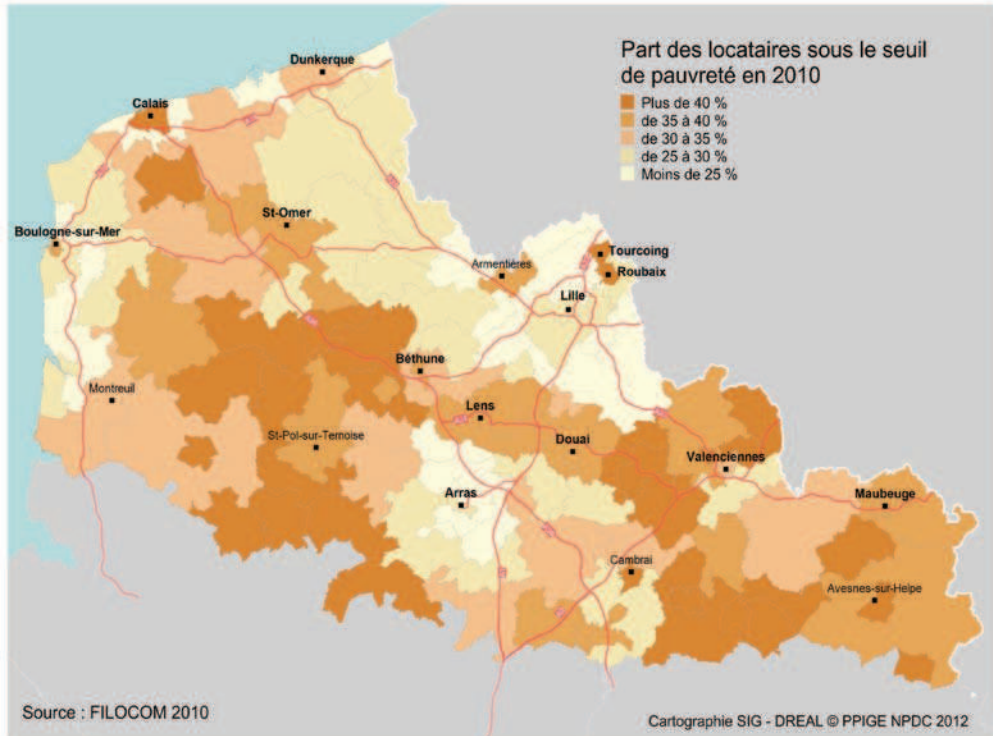 Part des locataires sous le seuil
de pauvreté en 2010
Plus de 40 %
de 35 à 40 %
de 30 à 35 %
de 25 à 30 %
Moins de 25 %
Dunkerque
Calais
St-Omer
Boulogne-sur-Mer
Tourcoing
Armentières
Roubaix
Lille
Béthune
Montreuil
Lens
St-Pol-sur-Ternoise
Douai
Valenciennes
Arras
Maubeuge
Cambrai
Avesnes-sur-Helpe
Source : FILOCOM 2010
Cartographie SIG - DREAL © PPIGE NPDC 2012